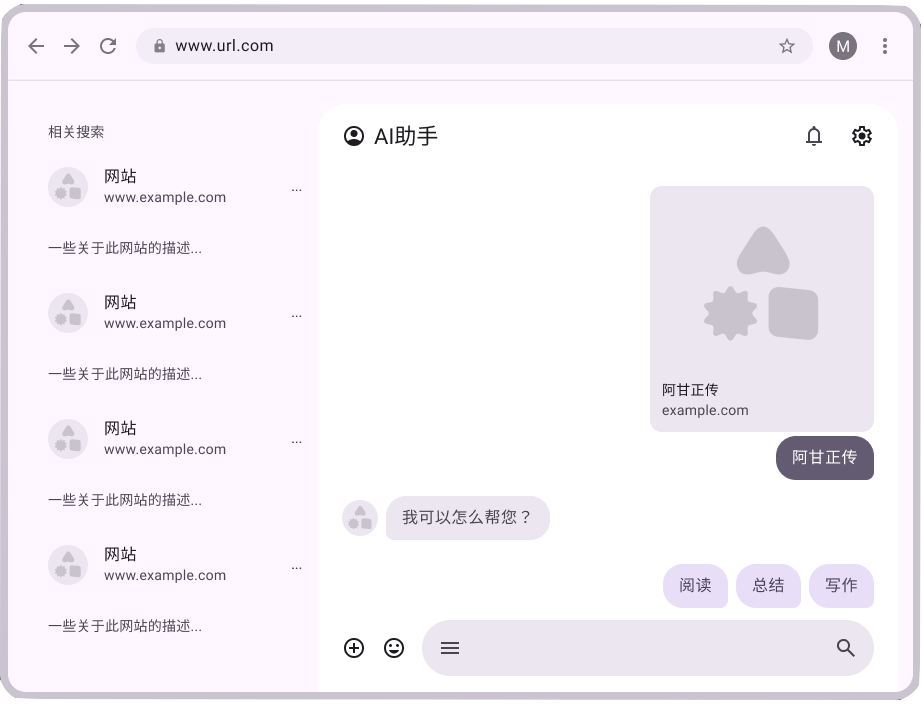 www.url.com
M
相关搜索
网站
www.example.com
...
一些关于此网站的描述...
网站
www.example.com
...
一些关于此网站的描述...
网站
www.example.com
...
一些关于此网站的描述...
网站
www.example.com
...
一些关于此网站的描述...
AI助手
阿甘正传
example.com
阿甘正传
我可以怎么帮您？
阅读 总结 写作